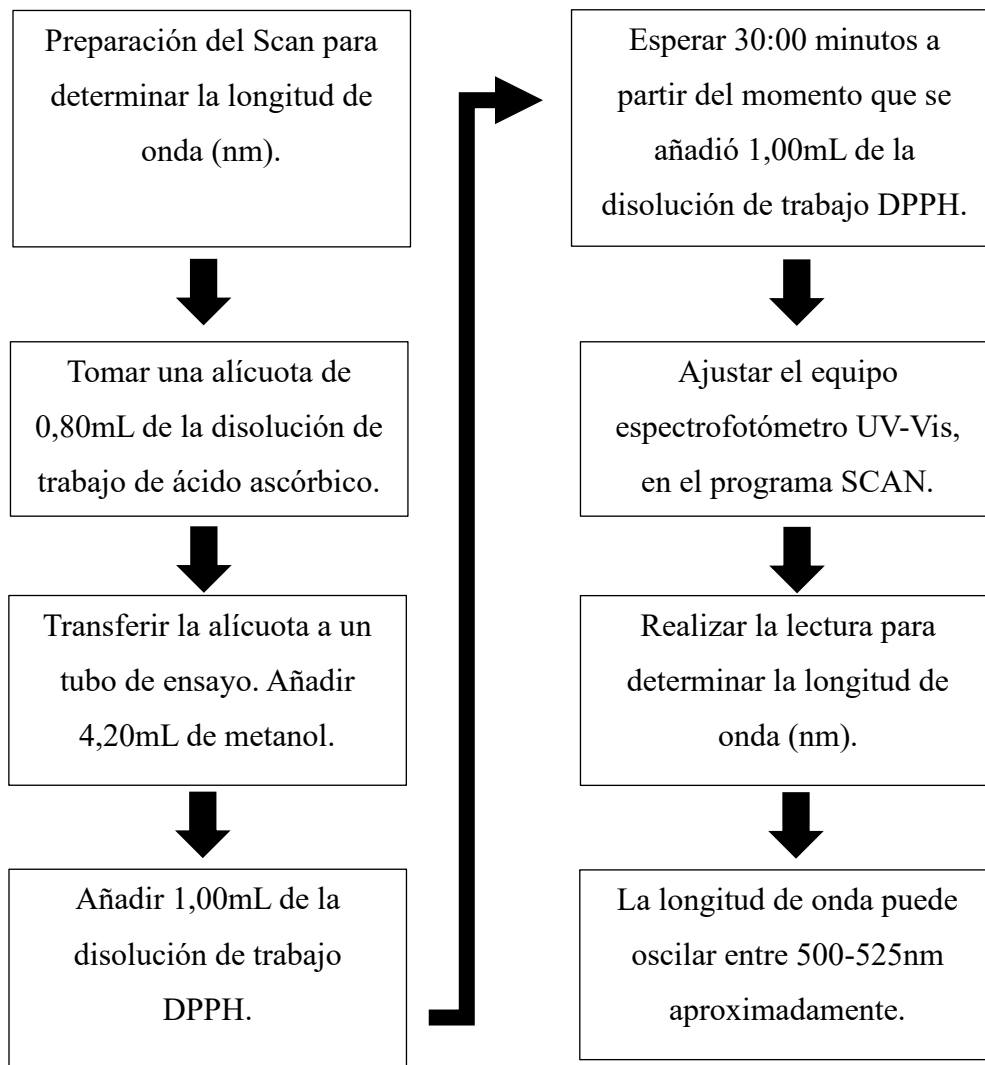 Preparación del Scan para
determinar la longitud de
onda (nm).
Tomar una alícuota de
0,80mL de la disolución de
trabajo de ácido ascórbico.
Transferir la alícuota a un
tubo de ensayo. Añadir
4,20mL de metanol.
Añadir 1,00mL de la
disolución de trabajo
DPPH.
Esperar 30:00 minutos a
partir del momento que se
añadió 1,00mL de la
disolución de trabajo DPPH.
Ajustar el equipo
espectrofotómetro UV-Vis,
en el programa SCAN.
Realizar la lectura para
determinar la longitud de
onda (nm).
La longitud de onda puede
oscilar entre 500-525nm
aproximadamente.